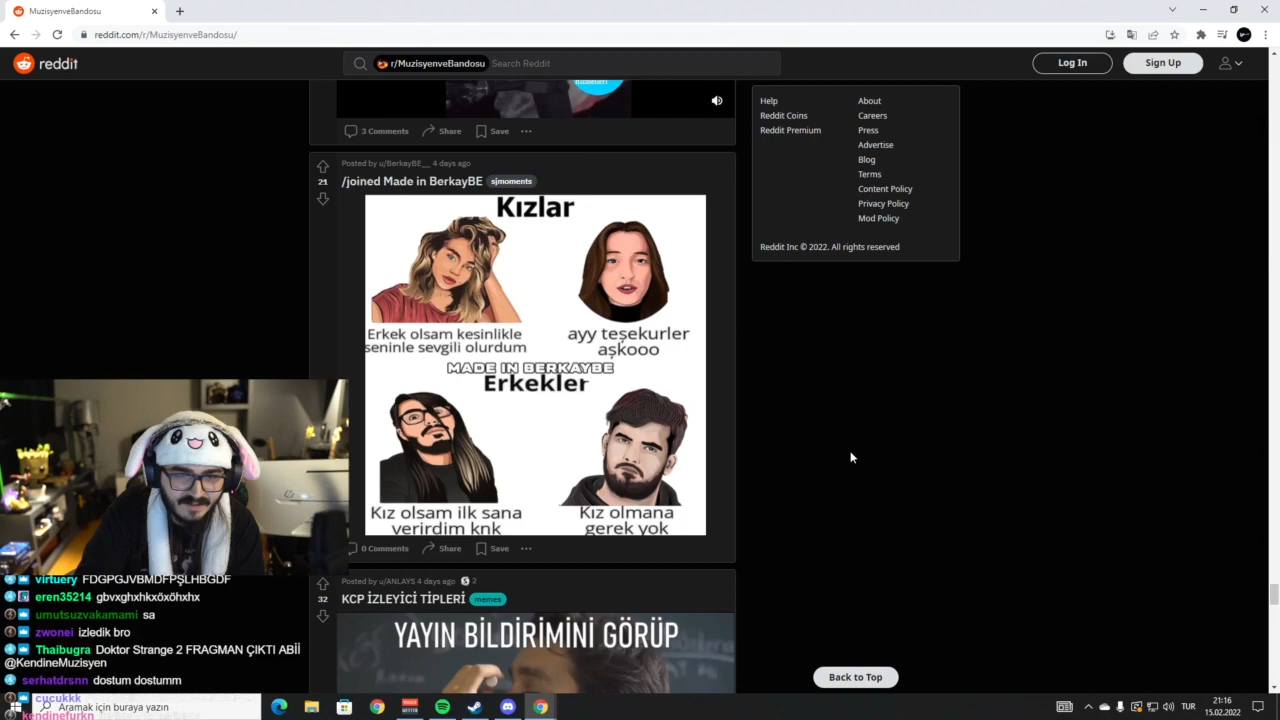 MuzisyenveBandosu
reddit.com/r/MuzisyenveBandosu/
reddit
r/MuzisyenveBandosu
Search Reddit
Log In
Sign Up
3 Comments
Share
Save
Posted by u/BerkayBE__ 4 days ago
21
/joined Made in BerkayBE
sjmoments
Kızlar
Erkek olsam kesinlikle
seninle sevgili olurdum
ayy teşekurler
aşkooo
MADE IN BERKAYBE
Erkekler
Kız olsam ilk sana
verirdim knk
Kız olmana
gerek yok
0 Comments
Share
Save
Posted by u/ANLAYS 4 days ago
2
32
KCP İZLEYİCİ TİPLERİ
memes
YAYIN BİLDİRİMİNİ GÖRÜP
Help
Reddit Coins
Reddit Premium
About
Careers
Press
Advertise
Blog
Terms
Content Policy
Privacy Policy
Mod Policy
Reddit Inc © 2022. All rights reserved
Back to Top
virtuery FDGPGJVBMDFPŞLHBGDF
eren35214 gbvxghxhkxöxöhxhx
umutsuzvakamami sa
zwonei izledik bro
Thaibugra Doktor Strange 2 FRAGMAN ÇIKTI ABİİ
@KendineMuzisyen
serhatdrsnn dostum dostumm
cucukkk
kendinefurkn
Aramak için buraya yazın
TUR
21:16
15.02.2022